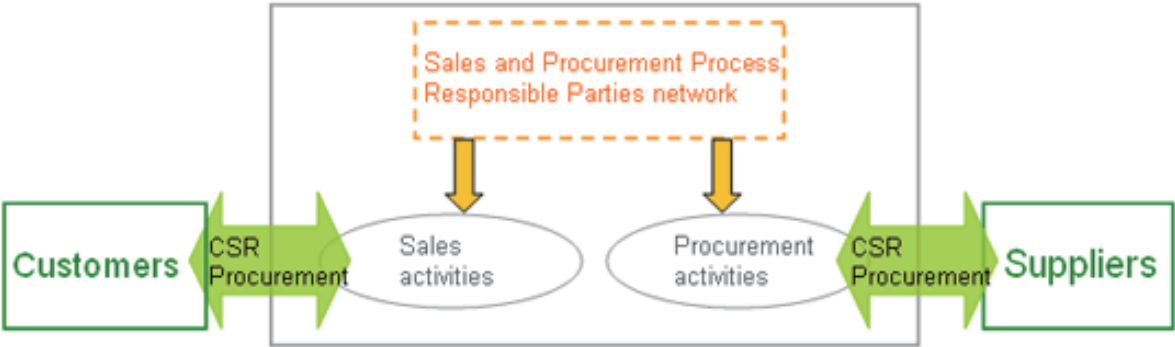 Sales and Procurement Process
Responsible Parties network
Customers
CSR
Procurement
Sales
activities
Procurement
activities
CSR
Procurement
Suppliers